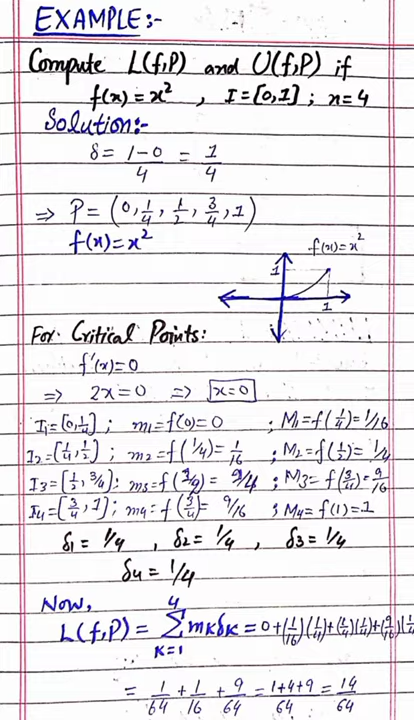 EXAMPLE:-
Compute L(f,P) and U(f,P) if
f(x) = x² , I = [0,1] ; n=4
Solution:-
δ = 1-0/4 = 1/4
⇒ P = (0, 1/4, 1/2, 3/4, 1)
f(x) = x²
f(x)=x²
1
1
For Critical Points:
f'(x)=0
⇒ 2x=0 ⇒ x=0
I₁=[0,1/4] ; m₁=f(0)=0 ; M₁=f(1/4)=1/16
I₂=[1/4,1/2] ; m₂=f(1/4)=1/16 ; M₂=f(1/2)=1/4
I₃=[1/2,3/4]: m₃=f( )= /4 ; M₃=f(3/4)=9/16
I₄=[3/4,1] ; m₄=f(3/4)= 9/16 ; M₄=f(1)=1
δ₁=1/4 , δ₂=1/4 , δ₃=1/4
δ₄=1/4
Now,
L(f,P) = 4∑K=1 mKδK = 0+(1/16)(1/4)+(1/4)(1/4)+(9/16)(1/4
= 1/64 + 1/16 + 9/64 = 1+4+9/64 = 14/64